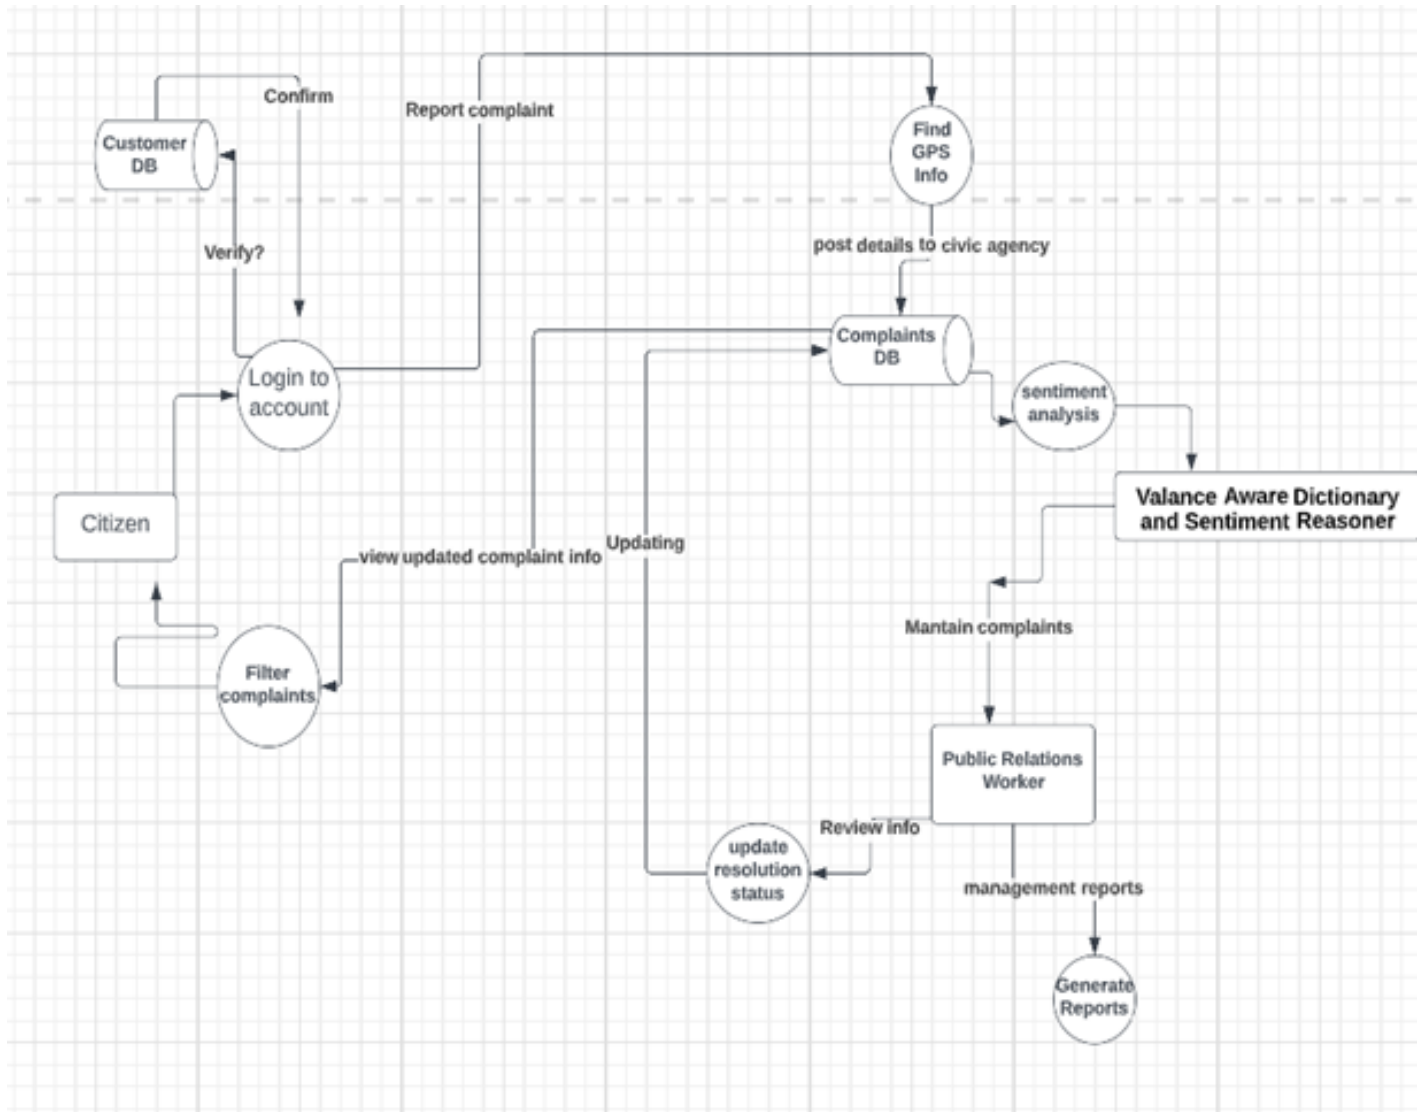 Confirm
Report complaint
Customer
DB
Find
GPS
Info
Verify?
post details to civic agency
Complaints
DB
Login to
account
sentiment
analysis
Valance Aware Dictionary
and Sentiment Reasoner
Citizen
view updated complaint info
Updating
Mantain complaints
Filter
complaints
Public Relations
Worker
Review info
update
resolution
status
management reports
Generate
Reports